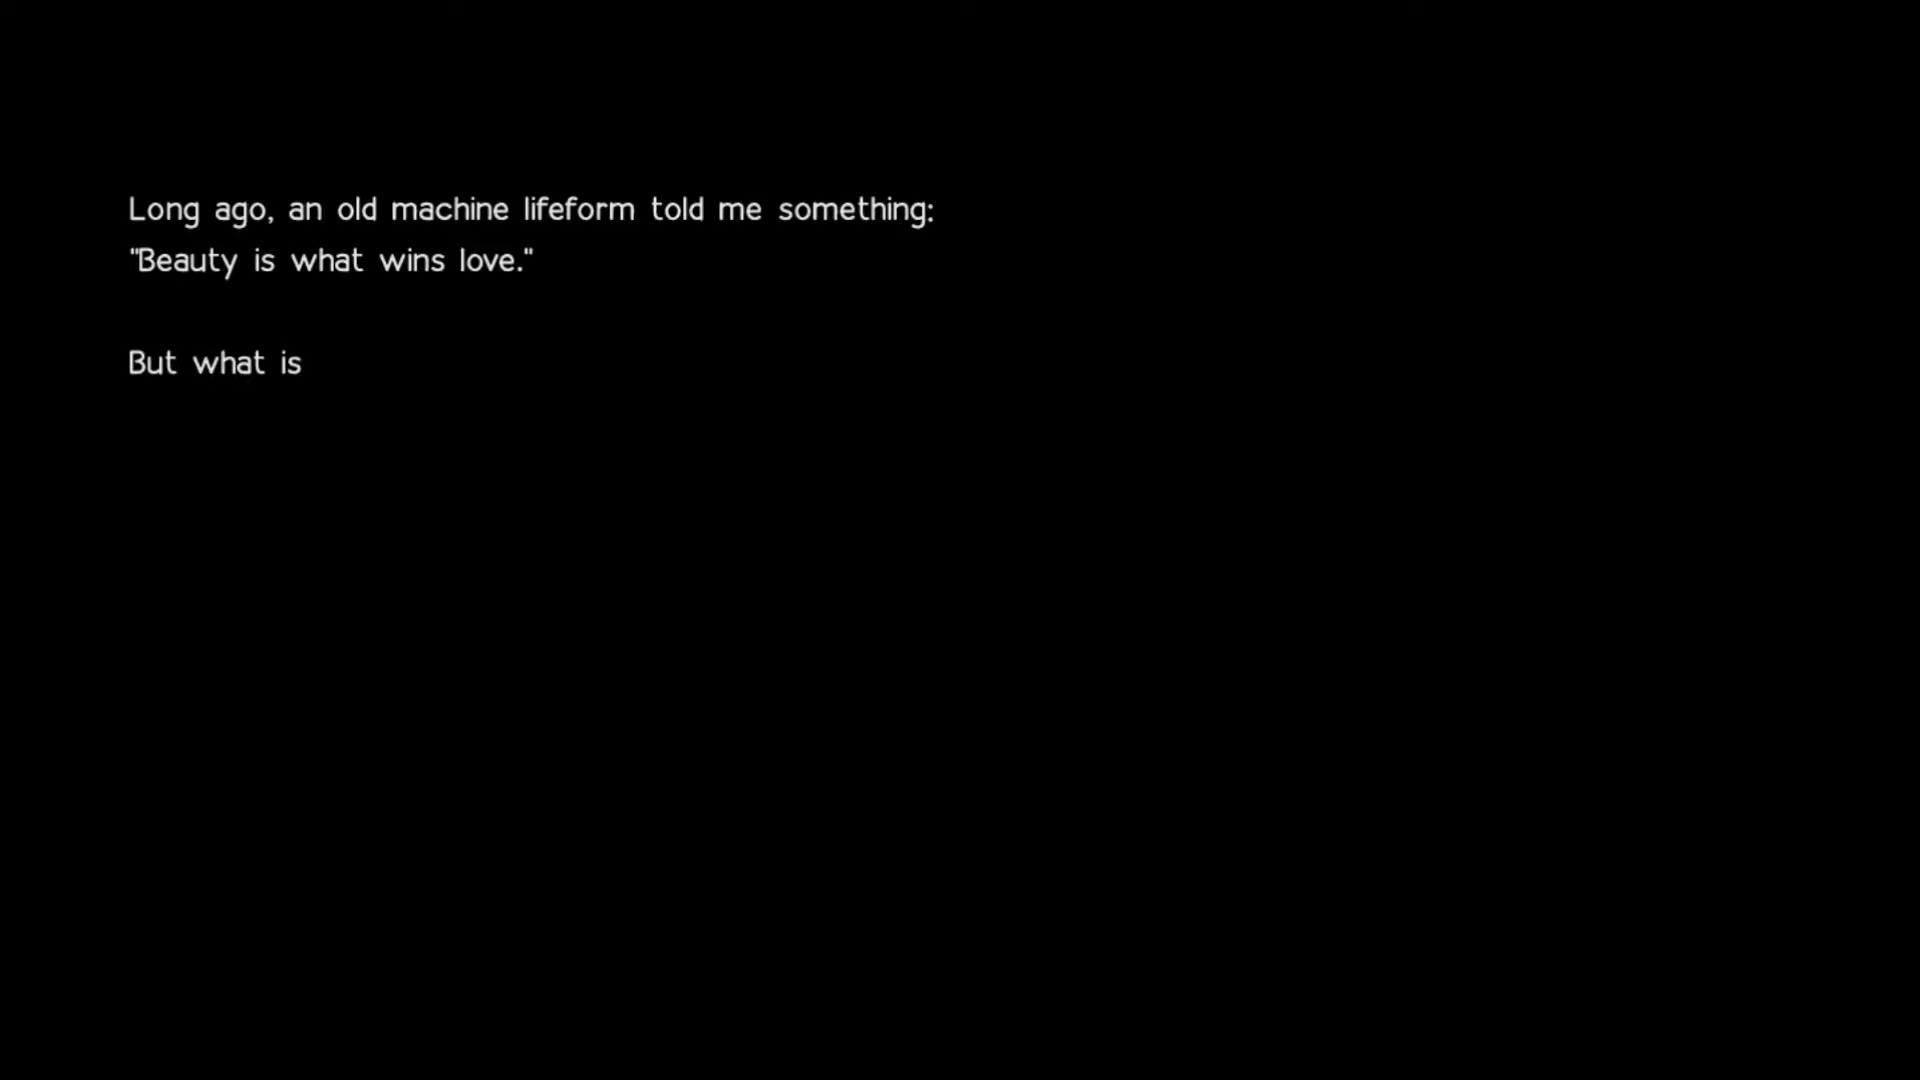 Long ago, an old machine lifeform told me something:
"Beauty is what wins love."
But what is